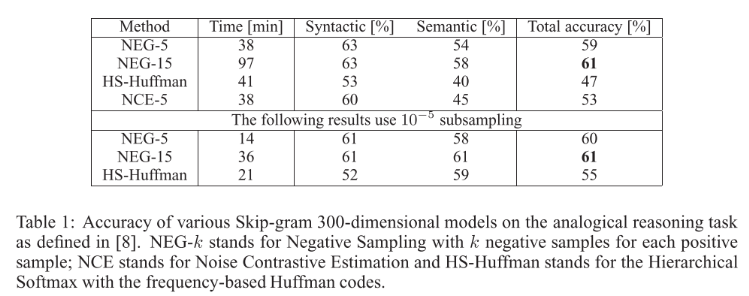 Method Time [min] Syntactic [%] Semantic [%] Total accuracy [%]
NEG-5 38 63 54 59
NEG-15 97 63 58 61
HS-Huffman 41 53 40 47
NCE-5 38 60 45 53
The following results use 10⁻⁵ subsampling
NEG-5 14 61 58 60
NEG-15 36 61 61 61
HS-Huffman 21 52 59 55
Table 1: Accuracy of various Skip-gram 300-dimensional models on the analogical reasoning task
as defined in [8]. NEG-k stands for Negative Sampling with k negative samples for each positive
sample; NCE stands for Noise Contrastive Estimation and HS-Huffman stands for the Hierarchical
Softmax with the frequency-based Huffman codes.